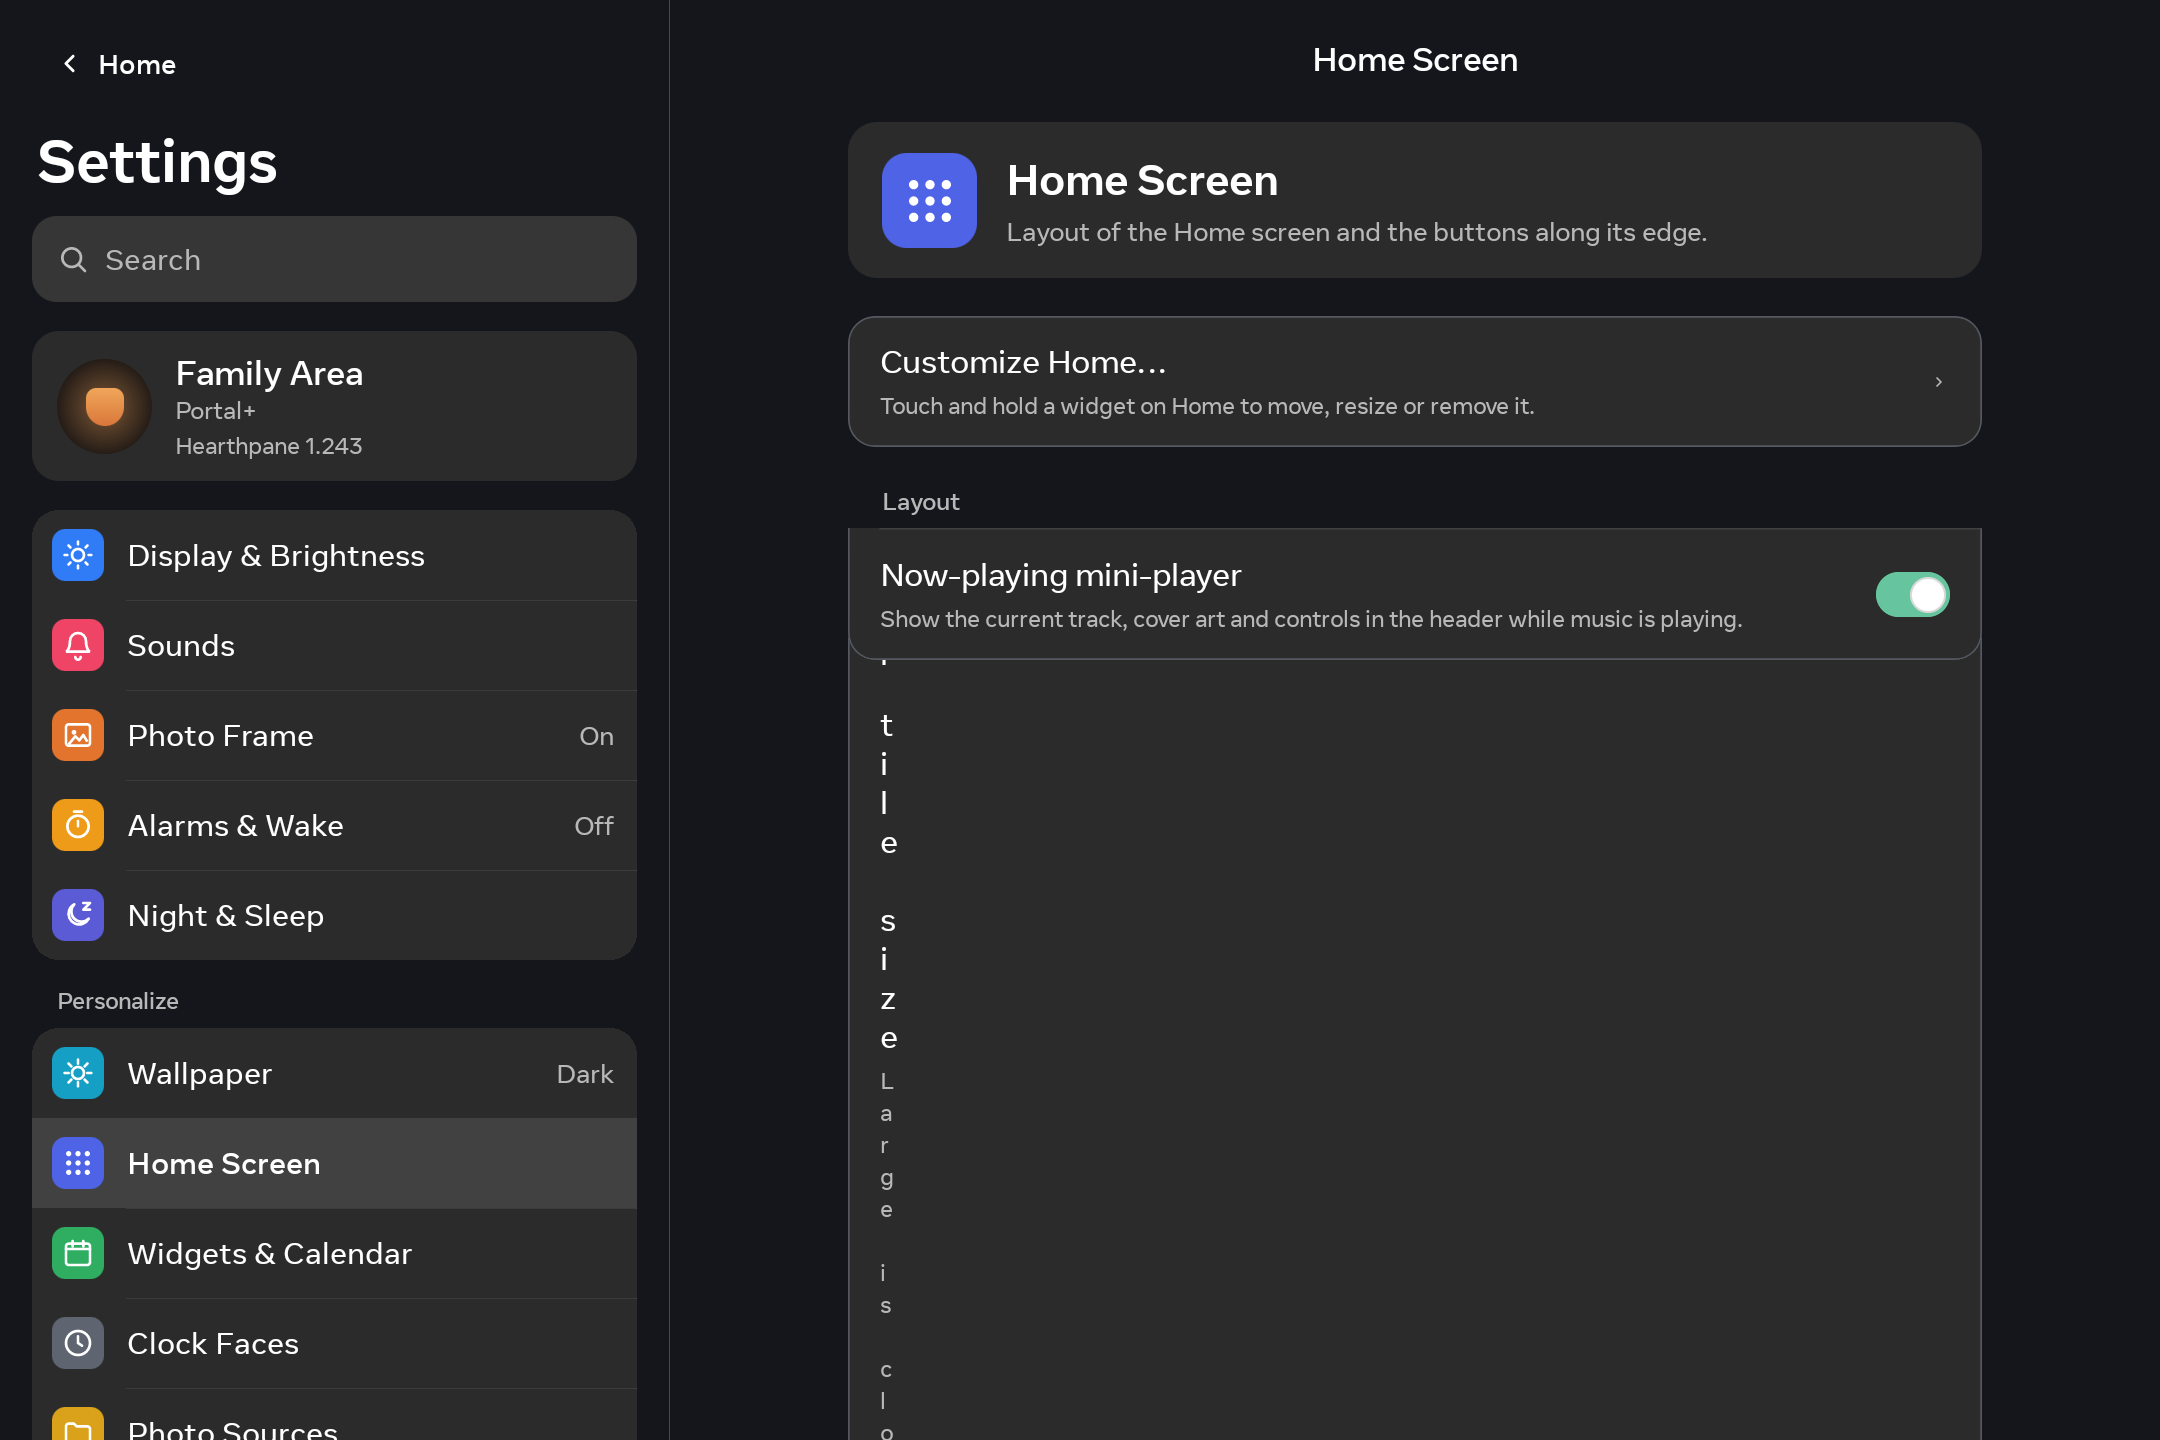 Home
Settings
Search
Family Area
Portal+
Hearthpane 1.243
Display & Brightness
Sounds
Photo Frame On
Alarms & Wake Off
Night & Sleep
Personalize
Wallpaper Dark
Home Screen
Widgets & Calendar
Clock Faces
Photo Sources
Home Screen
Home Screen
Layout of the Home screen and the buttons along its edge.
Customize Home...
Touch and hold a widget on Home to move, resize or remove it.
Layout
Now-playing mini-player
Show the current track, cover art and controls in the header while music is playing.
t
i
l
e
s
i
z
e
L
a
r
g
e
i
s
c
l
o